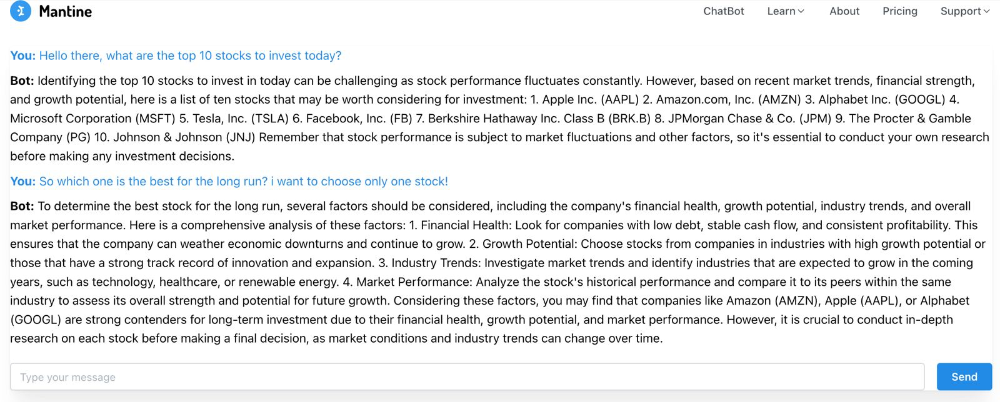 Mantine
ChatBot Learn About Pricing Support
You: Hello there, what are the top 10 stocks to invest today?
Bot: Identifying the top 10 stocks to invest in today can be challenging as stock performance fluctuates constantly. However, based on recent market trends, financial strength,
and growth potential, here is a list of ten stocks that may be worth considering for investment: 1. Apple Inc. (AAPL) 2. Amazon.com, Inc. (AMZN) 3. Alphabet Inc. (GOOGL) 4.
Microsoft Corporation (MSFT) 5. Tesla, Inc. (TSLA) 6. Facebook, Inc. (FB) 7. Berkshire Hathaway Inc. Class B (BRK.B) 8. JPMorgan Chase & Co. (JPM) 9. The Procter & Gamble
Company (PG) 10. Johnson & Johnson (JNJ) Remember that stock performance is subject to market fluctuations and other factors, so it's essential to conduct your own research
before making any investment decisions.
You: So which one is the best for the long run? i want to choose only one stock!
Bot: To determine the best stock for the long run, several factors should be considered, including the company's financial health, growth potential, industry trends, and overall
market performance. Here is a comprehensive analysis of these factors: 1. Financial Health: Look for companies with low debt, stable cash flow, and consistent profitability. This
ensures that the company can weather economic downturns and continue to grow. 2. Growth Potential: Choose stocks from companies in industries with high growth potential or
those that have a strong track record of innovation and expansion. 3. Industry Trends: Investigate market trends and identify industries that are expected to grow in the coming
years, such as technology, healthcare, or renewable energy. 4. Market Performance: Analyze the stock's historical performance and compare it to its peers within the same
industry to assess its overall strength and potential for future growth. Considering these factors, you may find that companies like Amazon (AMZN), Apple (AAPL), or Alphabet
(GOOGL) are strong contenders for long-term investment due to their financial health, growth potential, and market performance. However, it is crucial to conduct in-depth
research on each stock before making a final decision, as market conditions and industry trends can change over time.
Type your message
Send